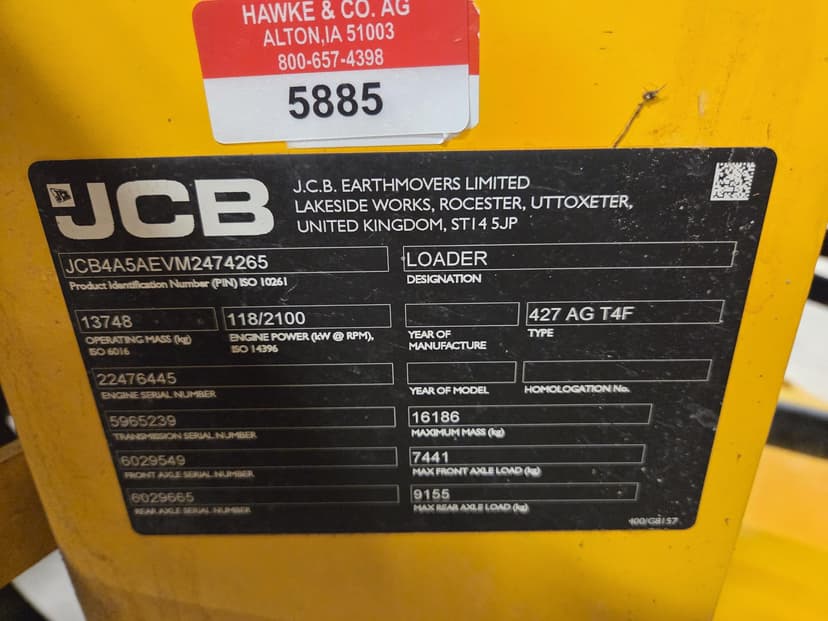 HAWKE & CO. AG
ALTON, IA 51003
800-657-4398
5885
JCB
J.C.B. EARTHMOVERS LIMITED
LAKESIDE WORKS, ROCESTER, UTTOXETER,
UNITED KINGDOM, ST14 5JP
JCB4A5AEVM2474265
Product Identification Number (PIN) ISO 10261
LOADER
DESIGNATION
13748
OPERATING MASS (kg)
ISO 6016
118/2100
ENGINE POWER (kW @ RPM),
ISO 14396
YEAR OF
MANUFACTURE
427 AG T4F
TYPE
22476445
ENGINE SERIAL NUMBER
YEAR OF MODEL
HOMOLOGATION No.
5965239
TRANSMISSION SERIAL NUMBER
16186
MAXIMUM MASS (kg)
6029549
FRONT AXLE SERIAL NUMBER
7441
MAX FRONT AXLE LOAD (kg)
6029665
REAR AXLE SERIAL NUMBER
9155
MAX REAR AXLE LOAD (kg)
400/G8157